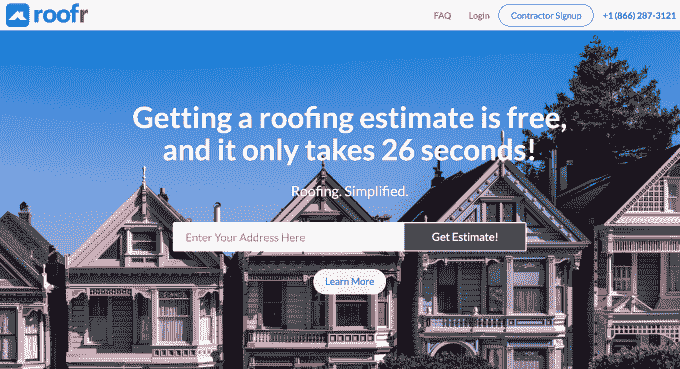 roofr
FAQ
Login
Contractor Signup
+1 (866) 287-3121
Getting a roofing estimate is free,
and it only takes 26 seconds!
Roofing. Simplified.
Enter Your Address Here
Get Estimate!
Learn More